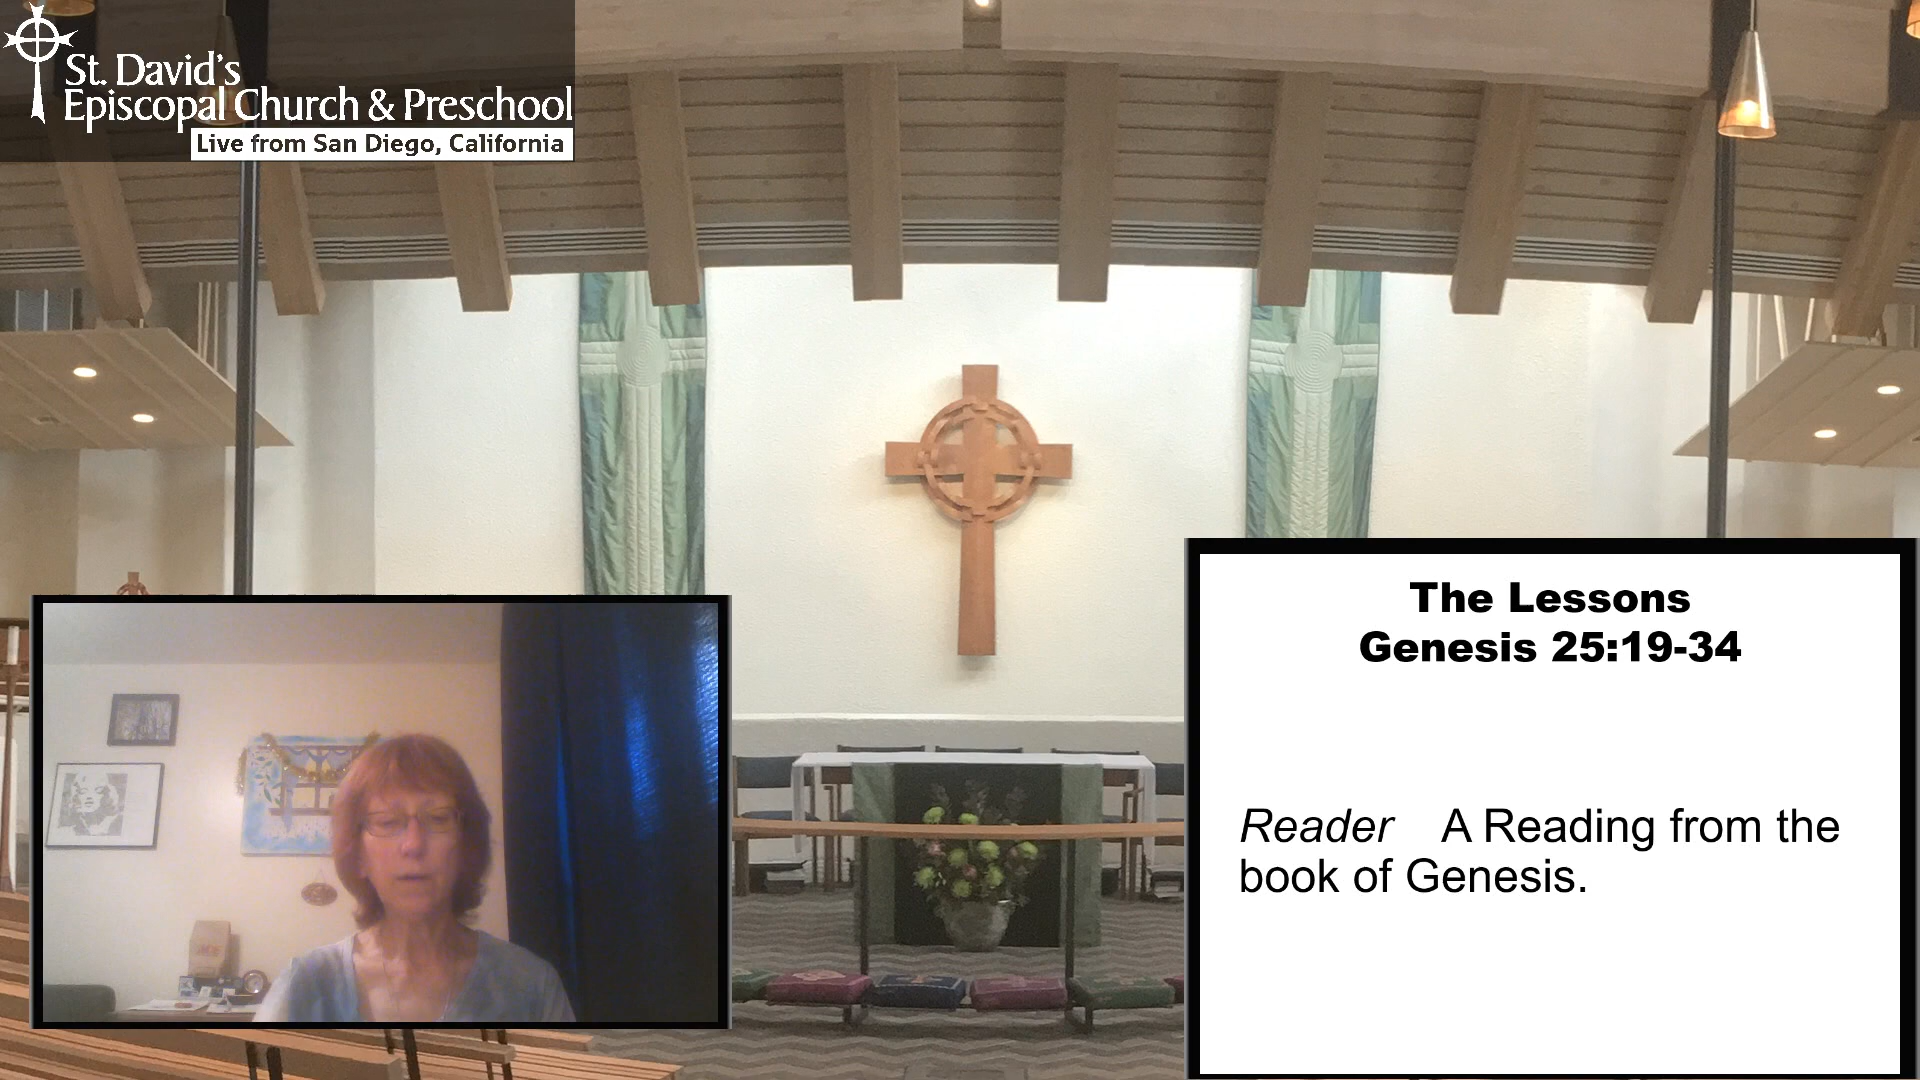 St. David's
Episcopal Church & Preschool
Live from San Diego, California
The Lessons
Genesis 25:19-34
Reader A Reading from the
book of Genesis.